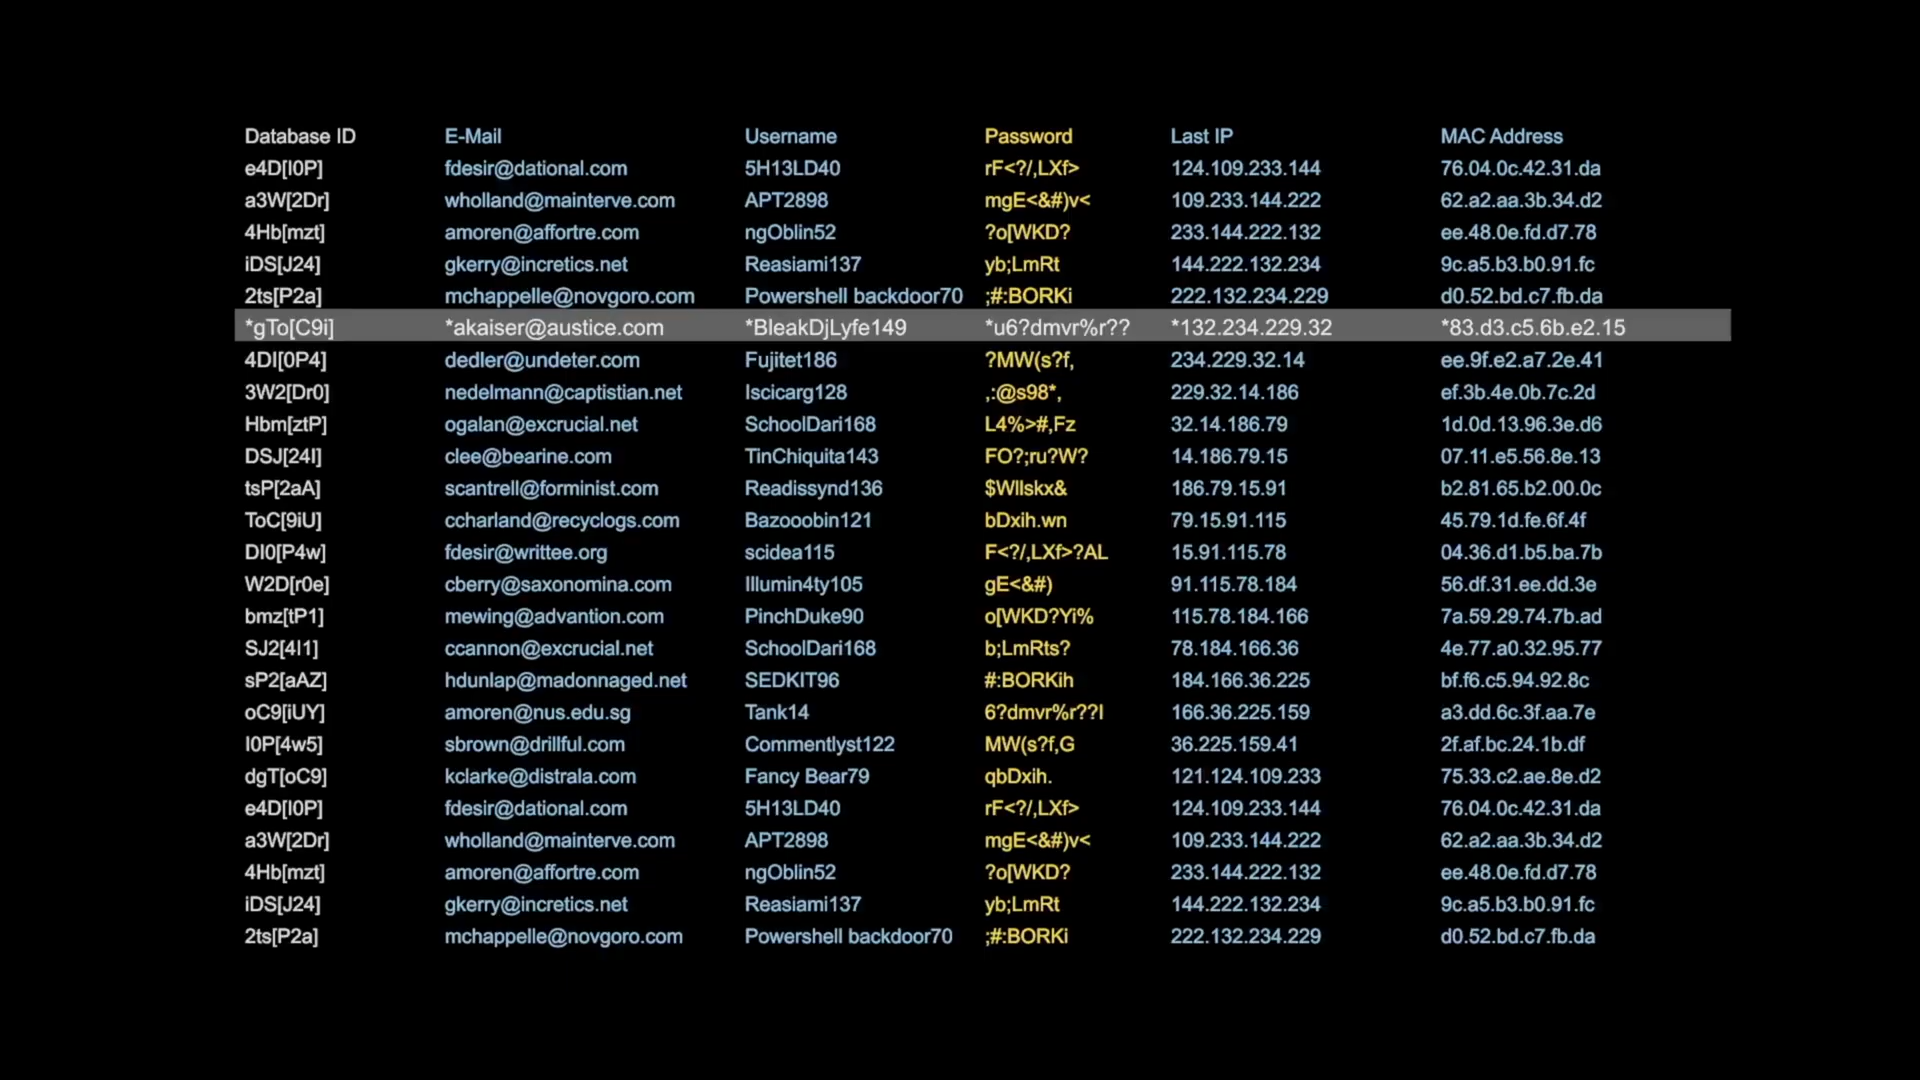 Database ID E-Mail Username Password Last IP MAC Address
e4D[I0P] fdesir@dational.com 5H13LD40 rF<?/,LXf> 124.109.233.144 76.04.0c.42.31.da
a3W[2Dr] wholland@mainterve.com APT2898 mgE<&#)v< 109.233.144.222 62.a2.aa.3b.34.d2
4Hb[mzt] amoren@affortre.com ngOblin52 ?o[WKD? 233.144.222.132 ee.48.0e.fd.d7.78
iDS[J24] gkerry@incretics.net Reasiami137 yb;LmRt 144.222.132.234 9c.a5.b3.b0.91.fc
2ts[P2a] mchappelle@novgoro.com Powershell backdoor70 ;#:BORKi 222.132.234.229 d0.52.bd.c7.fb.da
*gTo[C9i] *akaiser@austice.com *BleakDjLyfe149 *u6?dmvr%r?? *132.234.229.32 *83.d3.c5.6b.e2.15
4DI[0P4] dedler@undeter.com Fujitet186 ?MW(s?f, 234.229.32.14 ee.9f.e2.a7.2e.41
3W2[Dr0] nedelmann@captistian.net Iscicarg128 ,:@s98*, 229.32.14.186 ef.3b.4e.0b.7c.2d
Hbm[ztP] ogalan@excrucial.net SchoolDari168 L4%>#,Fz 32.14.186.79 1d.0d.13.96.3e.d6
DSJ[24I] clee@bearine.com TinChiquita143 FO?;ru?W? 14.186.79.15 07.11.e5.56.8e.13
tsP[2aA] scantrell@forminist.com Readissynd136 $Wllskx& 186.79.15.91 b2.81.65.b2.00.0c
ToC[9iU] ccharland@recyclogs.com Bazooobin121 bDxih.wn 79.15.91.115 45.79.1d.fe.6f.4f
DI0[P4w] fdesir@writtee.org scidea115 F<?/,LXf>?AL 15.91.115.78 04.36.d1.b5.ba.7b
W2D[r0e] cberry@saxonomina.com Illumin4ty105 gE<&#) 91.115.78.184 56.df.31.ee.dd.3e
bmz[tP1] mewing@advantion.com PinchDuke90 o[WKD?Yi% 115.78.184.166 7a.59.29.74.7b.ad
SJ2[4I1] ccannon@excrucial.net SchoolDari168 b;LmRts? 78.184.166.36 4e.77.a0.32.95.77
sP2[aAZ] hdunlap@madonnaged.net SEDKIT96 #:BORKih 184.166.36.225 bf.f6.c5.94.92.8c
oC9[iUY] amoren@nus.edu.sg Tank14 6?dmvr%r??I 166.36.225.159 a3.dd.6c.3f.aa.7e
I0P[4w5] sbrown@drillful.com Commentlyst122 MW(s?f,G 36.225.159.41 2f.af.bc.24.1b.df
dgT[oC9] kclarke@distrala.com Fancy Bear79 qbDxih. 121.124.109.233 75.33.c2.ae.8e.d2
e4D[I0P] fdesir@dational.com 5H13LD40 rF<?/,LXf> 124.109.233.144 76.04.0c.42.31.da
a3W[2Dr] wholland@mainterve.com APT2898 mgE<&#)v< 109.233.144.222 62.a2.aa.3b.34.d2
4Hb[mzt] amoren@affortre.com ngOblin52 ?o[WKD? 233.144.222.132 ee.48.0e.fd.d7.78
iDS[J24] gkerry@incretics.net Reasiami137 yb;LmRt 144.222.132.234 9c.a5.b3.b0.91.fc
2ts[P2a] mchappelle@novgoro.com Powershell backdoor70 ;#:BORKi 222.132.234.229 d0.52.bd.c7.fb.da